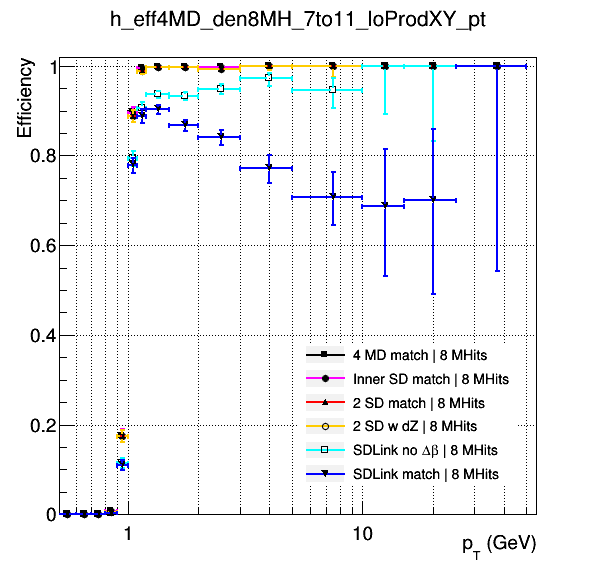 h_eff4MD_den8MH_7to11_loProdXY_pt
Efficiency
1
0.8
0.6
0.4
0.2
0
4 MD match | 8 MHits
Inner SD match | 8 MHits
2 SD match | 8 MHits
2 SD w dZ | 8 MHits
SDLink no Δβ | 8 MHits
SDLink match | 8 MHits
1
10
p_T (GeV)